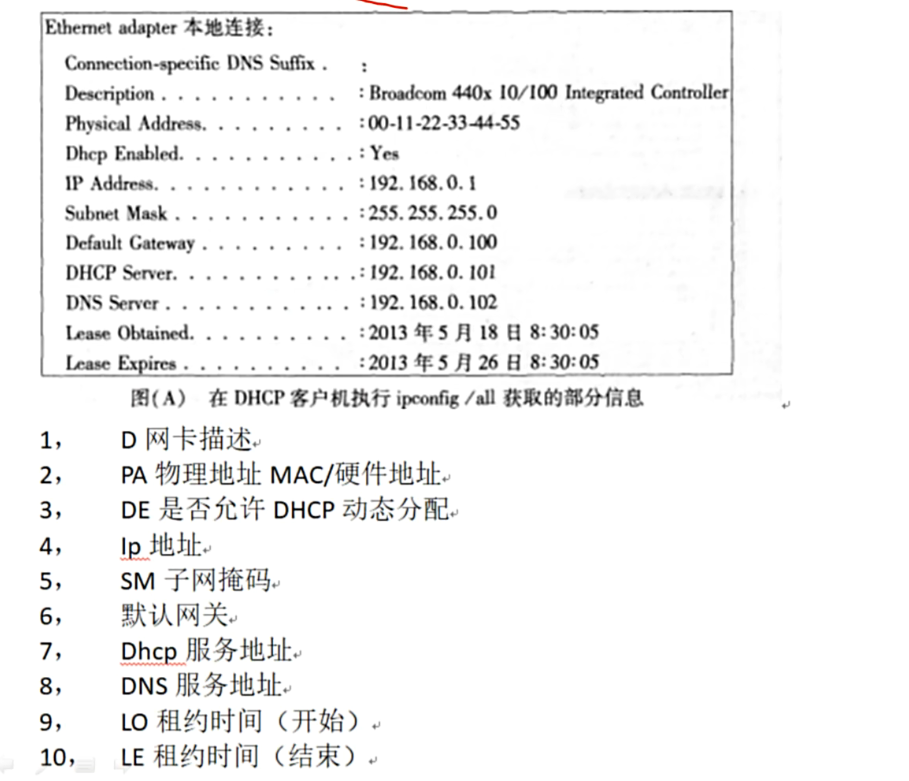 Ethernet adapter 本地连接:
Connection-specific DNS Suffix . :
Description . . . . . . . . . . . : Broadcom 440x 10/100 Integrated Controller
Physical Address. . . . . . . . . :00-11-22-33-44-55
Dhcp Enabled. . . . . . . . . . . : Yes
IP Address. . . . . . . . . . . . :192. 168. 0. 1
Subnet Mask . . . . . . . . . . . :255. 255. 255. 0
Default Gateway . . . . . . . . . :192. 168. 0. 100
DHCP Server. . . . . . . . . . . .:192. 168. 0. 101
DNS Server . . . . . . . . . . . . :192. 168. 0. 102
Lease Obtained. . . . . . . . . . :2013 年 5 月 18 日 8:30:05
Lease Expires . . . . . . . . . . :2013 年 5 月 26 日 8:30:05
图(A) 在 DHCP 客户机执行 ipconfig /all 获取的部分信息
1， D 网卡描述
2， PA 物理地址 MAC/硬件地址
3， DE 是否允许 DHCP 动态分配
4， Ip 地址
5， SM 子网掩码
6， 默认网关
7， Dhcp 服务地址
8， DNS 服务地址
9， LO 租约时间（开始）
10， LE 租约时间（结束）